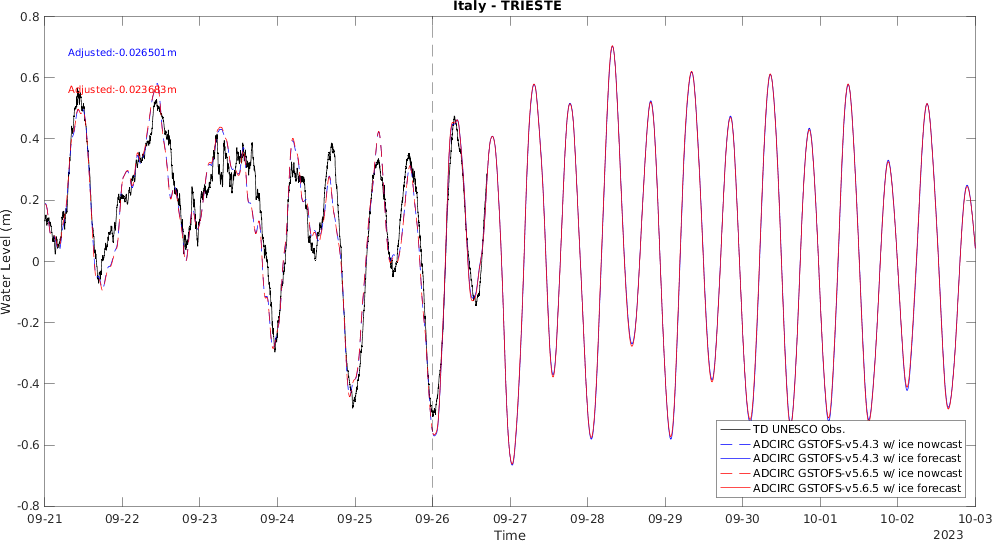 Italy - TRIESTE
Water Level (m)
0.8
0.6
0.4
0.2
0
-0.2
-0.4
-0.6
-0.8
Adjusted:-0.026501m
Adjusted:-0.023683m
TD UNESCO Obs.
ADCIRC GSTOFS-v5.4.3 w/ ice nowcast
ADCIRC GSTOFS-v5.4.3 w/ ice forecast
ADCIRC GSTOFS-v5.6.5 w/ ice nowcast
ADCIRC GSTOFS-v5.6.5 w/ ice forecast
09-21 09-22 09-23 09-24 09-25 09-26 09-27 09-28 09-29 09-30 10-01 10-02 10-03
Time
2023